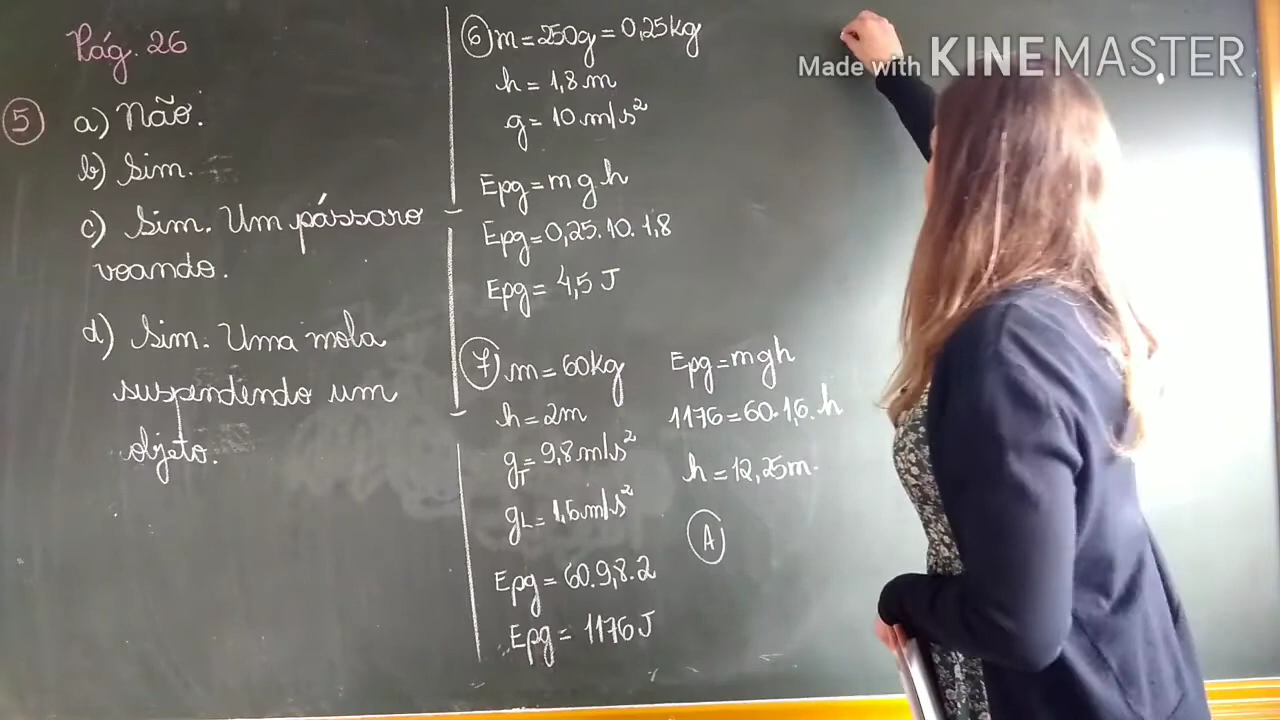 Pág. 26
5 a) Não.
b) Sim.
c) Sim. Um pássaro
voando.
d) Sim. Uma mola
suspendendo um
objeto.
6 m = 250g = 0,25kg
h = 1,8 m
g = 10 m/s²
Epg = m g h
Epg = 0,25.10.1,8
Epg = 4,5 J
7 m = 60kg
h = 2m
gT = 9,8 m/s²
gL = 1,6 m/s²
Epg = 60.9,8.2
Epg = 1176 J
Epg = mgh
1176 = 60.1,6.h
h = 12,25m.
A
Made with KINEMASTER